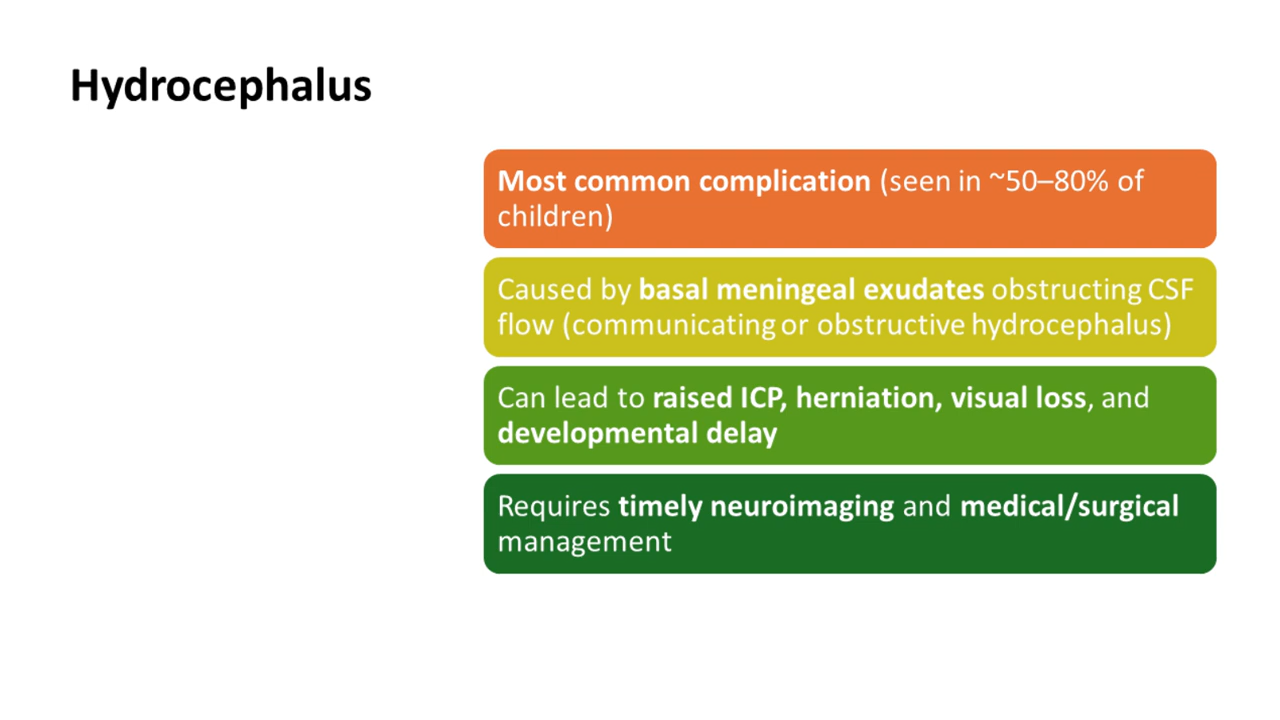 Hydrocephalus
Most common complication (seen in ~50–80% of
children)
Caused by basal meningeal exudates obstructing CSF
flow (communicating or obstructive hydrocephalus)
Can lead to raised ICP, herniation, visual loss, and
developmental delay
Requires timely neuroimaging and medical/surgical
management